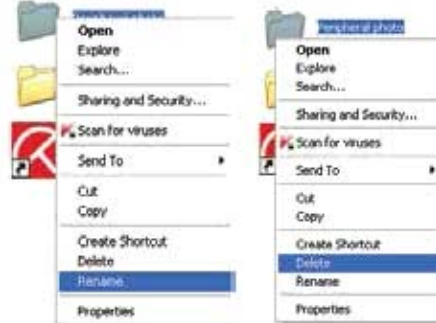 Open
Explore
Search...
Sharing and Security...
Scan for viruses
Send To
Cut
Copy
Create Shortcut
Delete
Rename
Properties
Peripheral photo
Open
Explore
Search...
Sharing and Security...
Scan for viruses
Send To
Cut
Copy
Create Shortcut
Delete
Rename
Properties